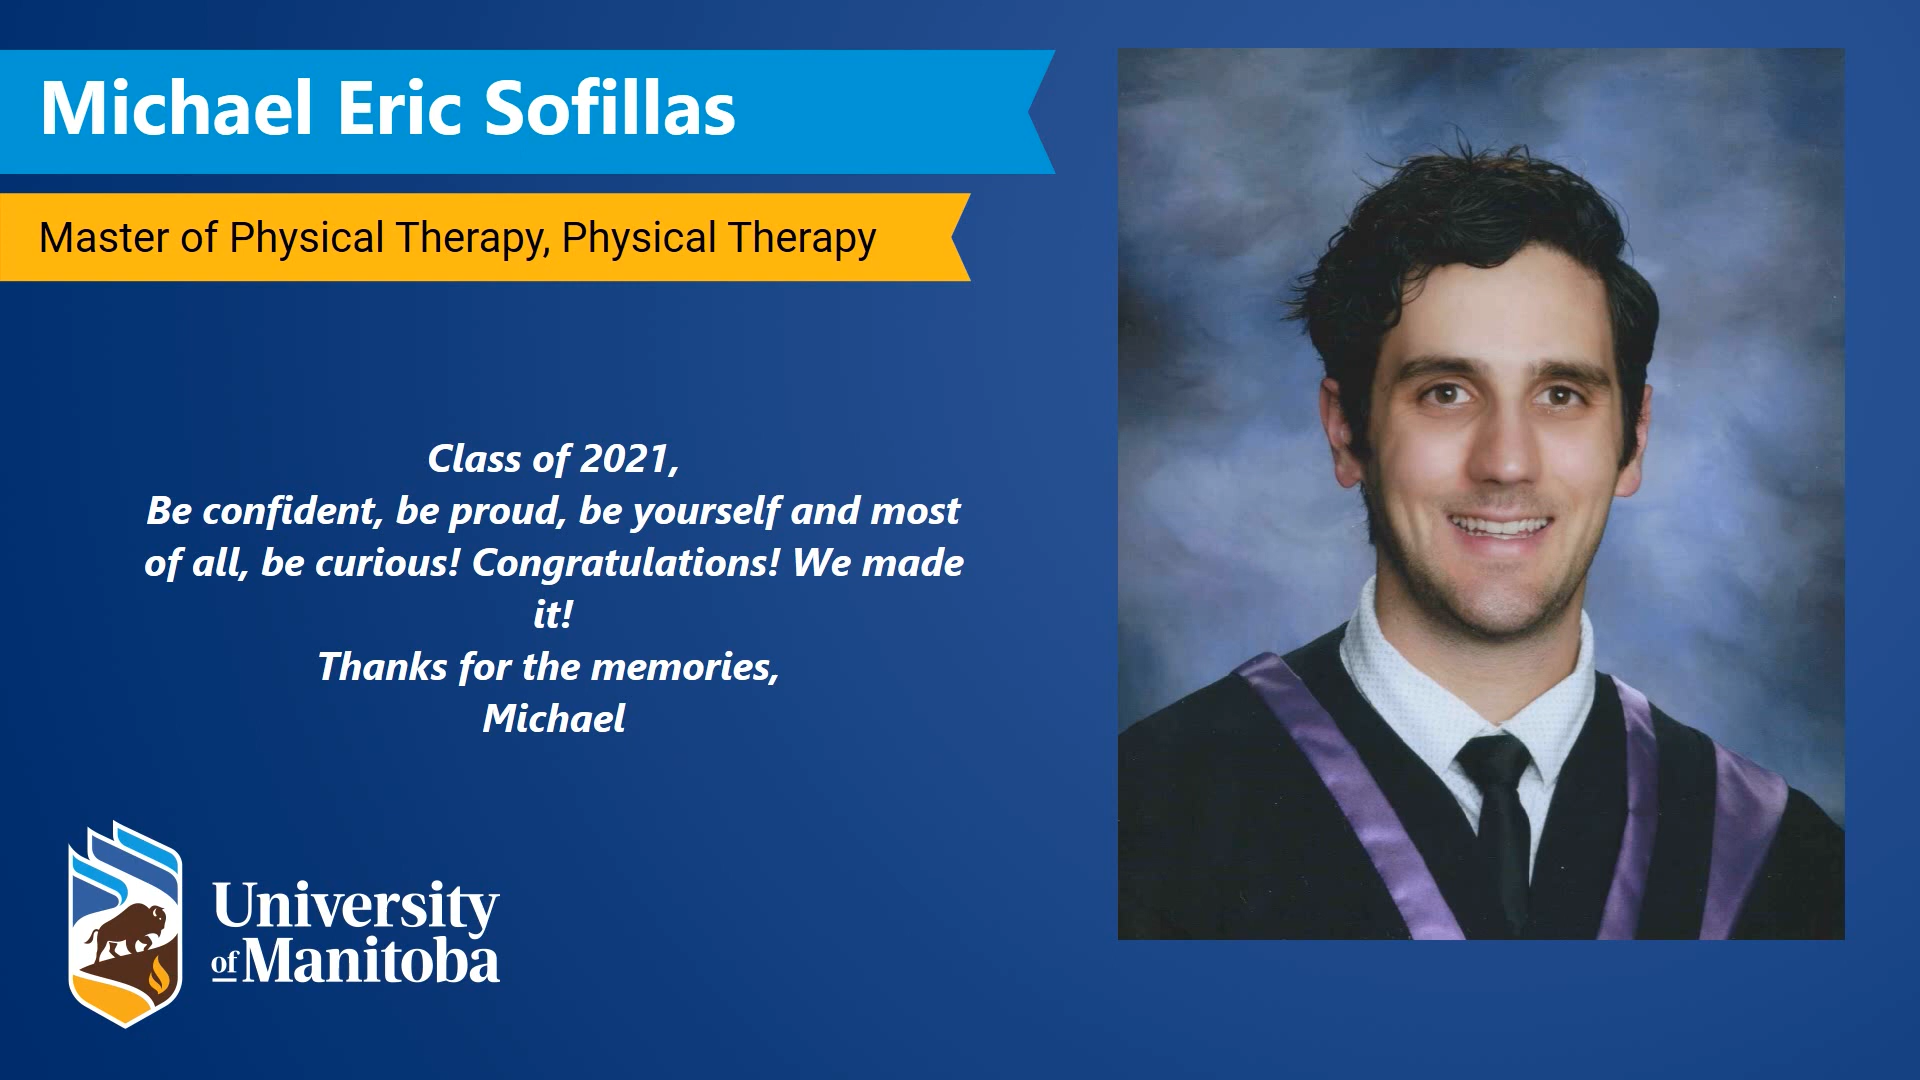 Michael Eric Sofillas
Master of Physical Therapy, Physical Therapy
Class of 2021,
Be confident, be proud, be yourself and most
of all, be curious! Congratulations! We made
it!
Thanks for the memories,
Michael
University
of Manitoba